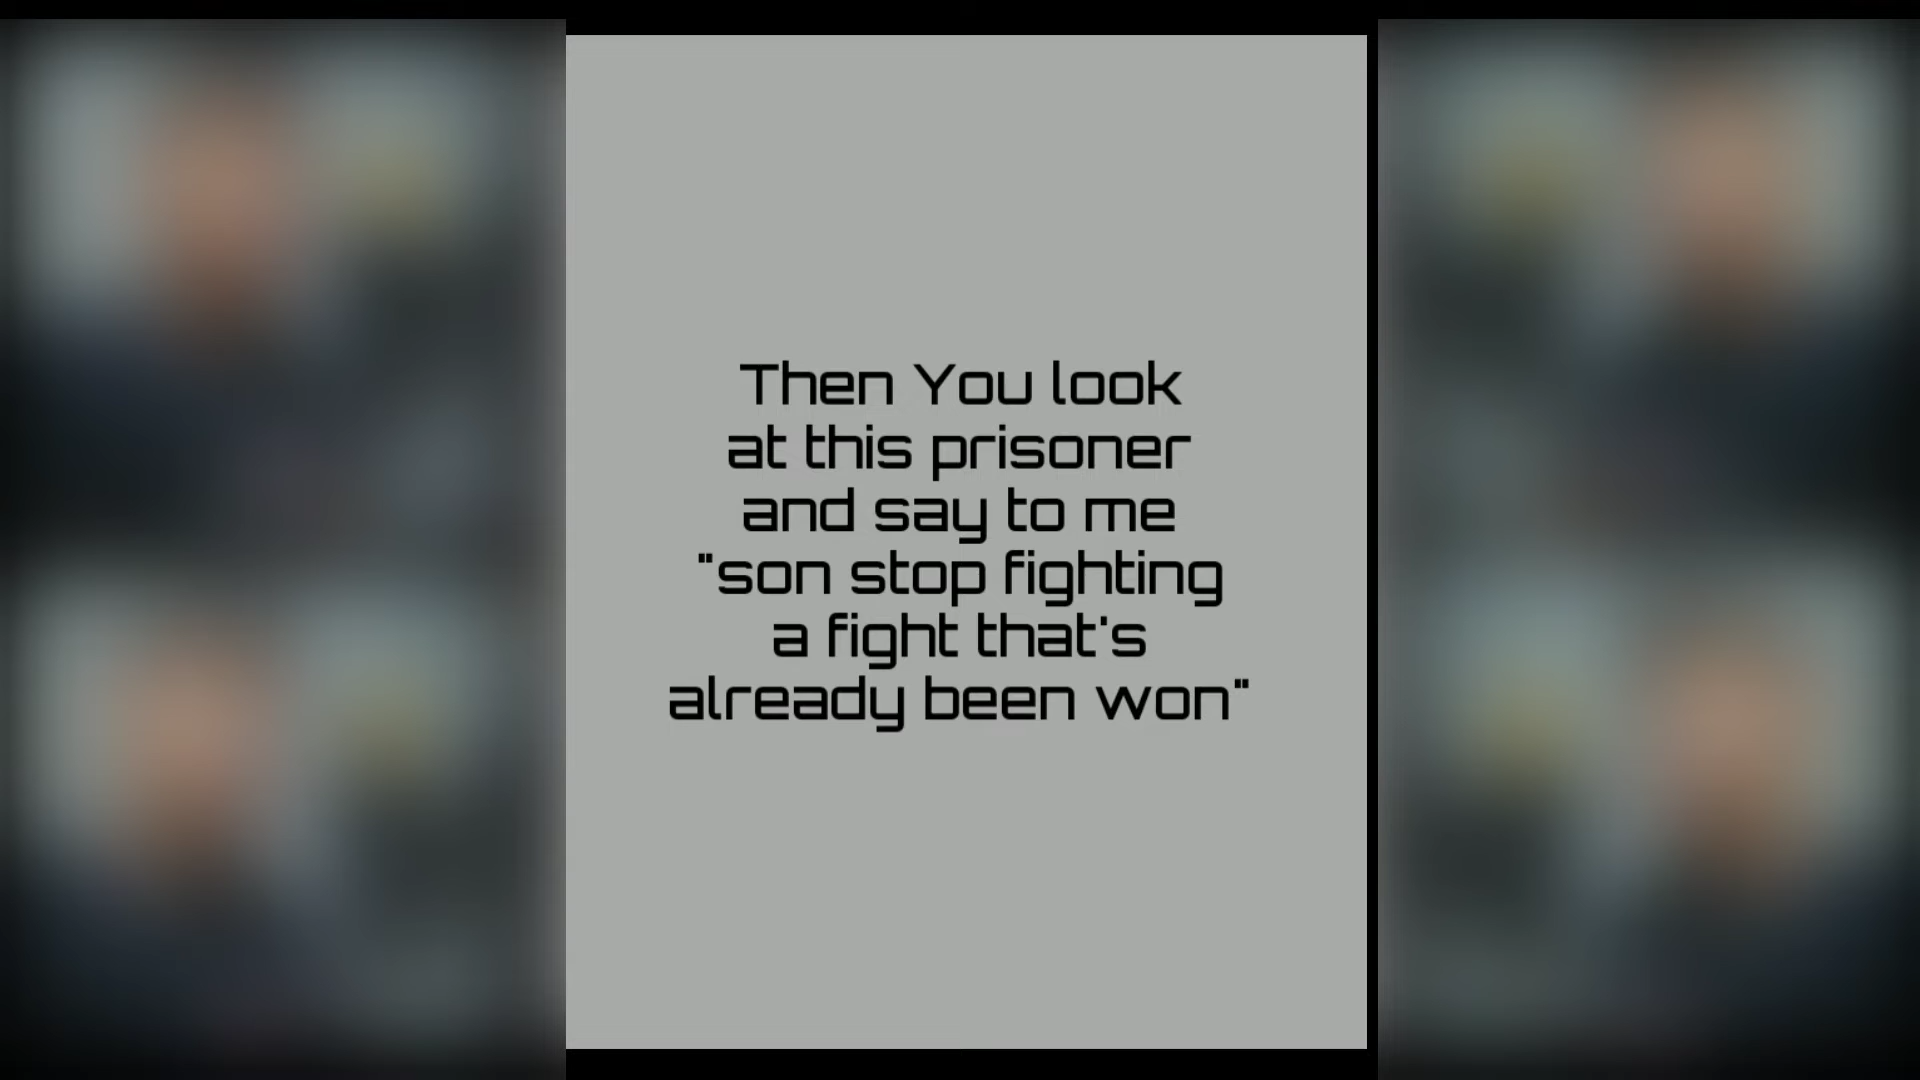 Then You look
at this prisoner
and say to me
"son stop fighting
a fight that's
already been won"